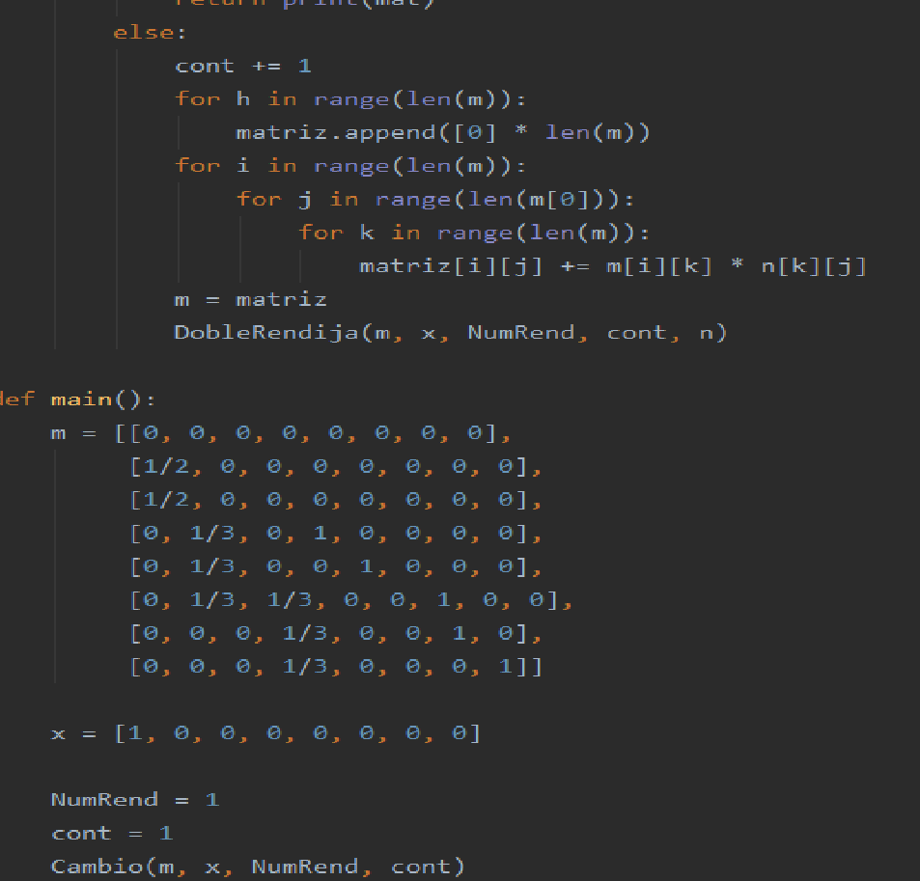 return print(mat)
else:
cont += 1
for h in range(len(m)):
matriz.append([0] * len(m))
for i in range(len(m)):
for j in range(len(m[0])):
for k in range(len(m)):
matriz[i][j] += m[i][k] * n[k][j]
m = matriz
DobleRendija(m, x, NumRend, cont, n)
def main():
m = [[0, 0, 0, 0, 0, 0, 0, 0],
[1/2, 0, 0, 0, 0, 0, 0, 0],
[1/2, 0, 0, 0, 0, 0, 0, 0],
[0, 1/3, 0, 1, 0, 0, 0, 0],
[0, 1/3, 0, 0, 1, 0, 0, 0],
[0, 1/3, 1/3, 0, 0, 1, 0, 0],
[0, 0, 0, 1/3, 0, 0, 1, 0],
[0, 0, 0, 1/3, 0, 0, 0, 1]]
x = [1, 0, 0, 0, 0, 0, 0, 0]
NumRend = 1
cont = 1
Cambio(m, x, NumRend, cont)